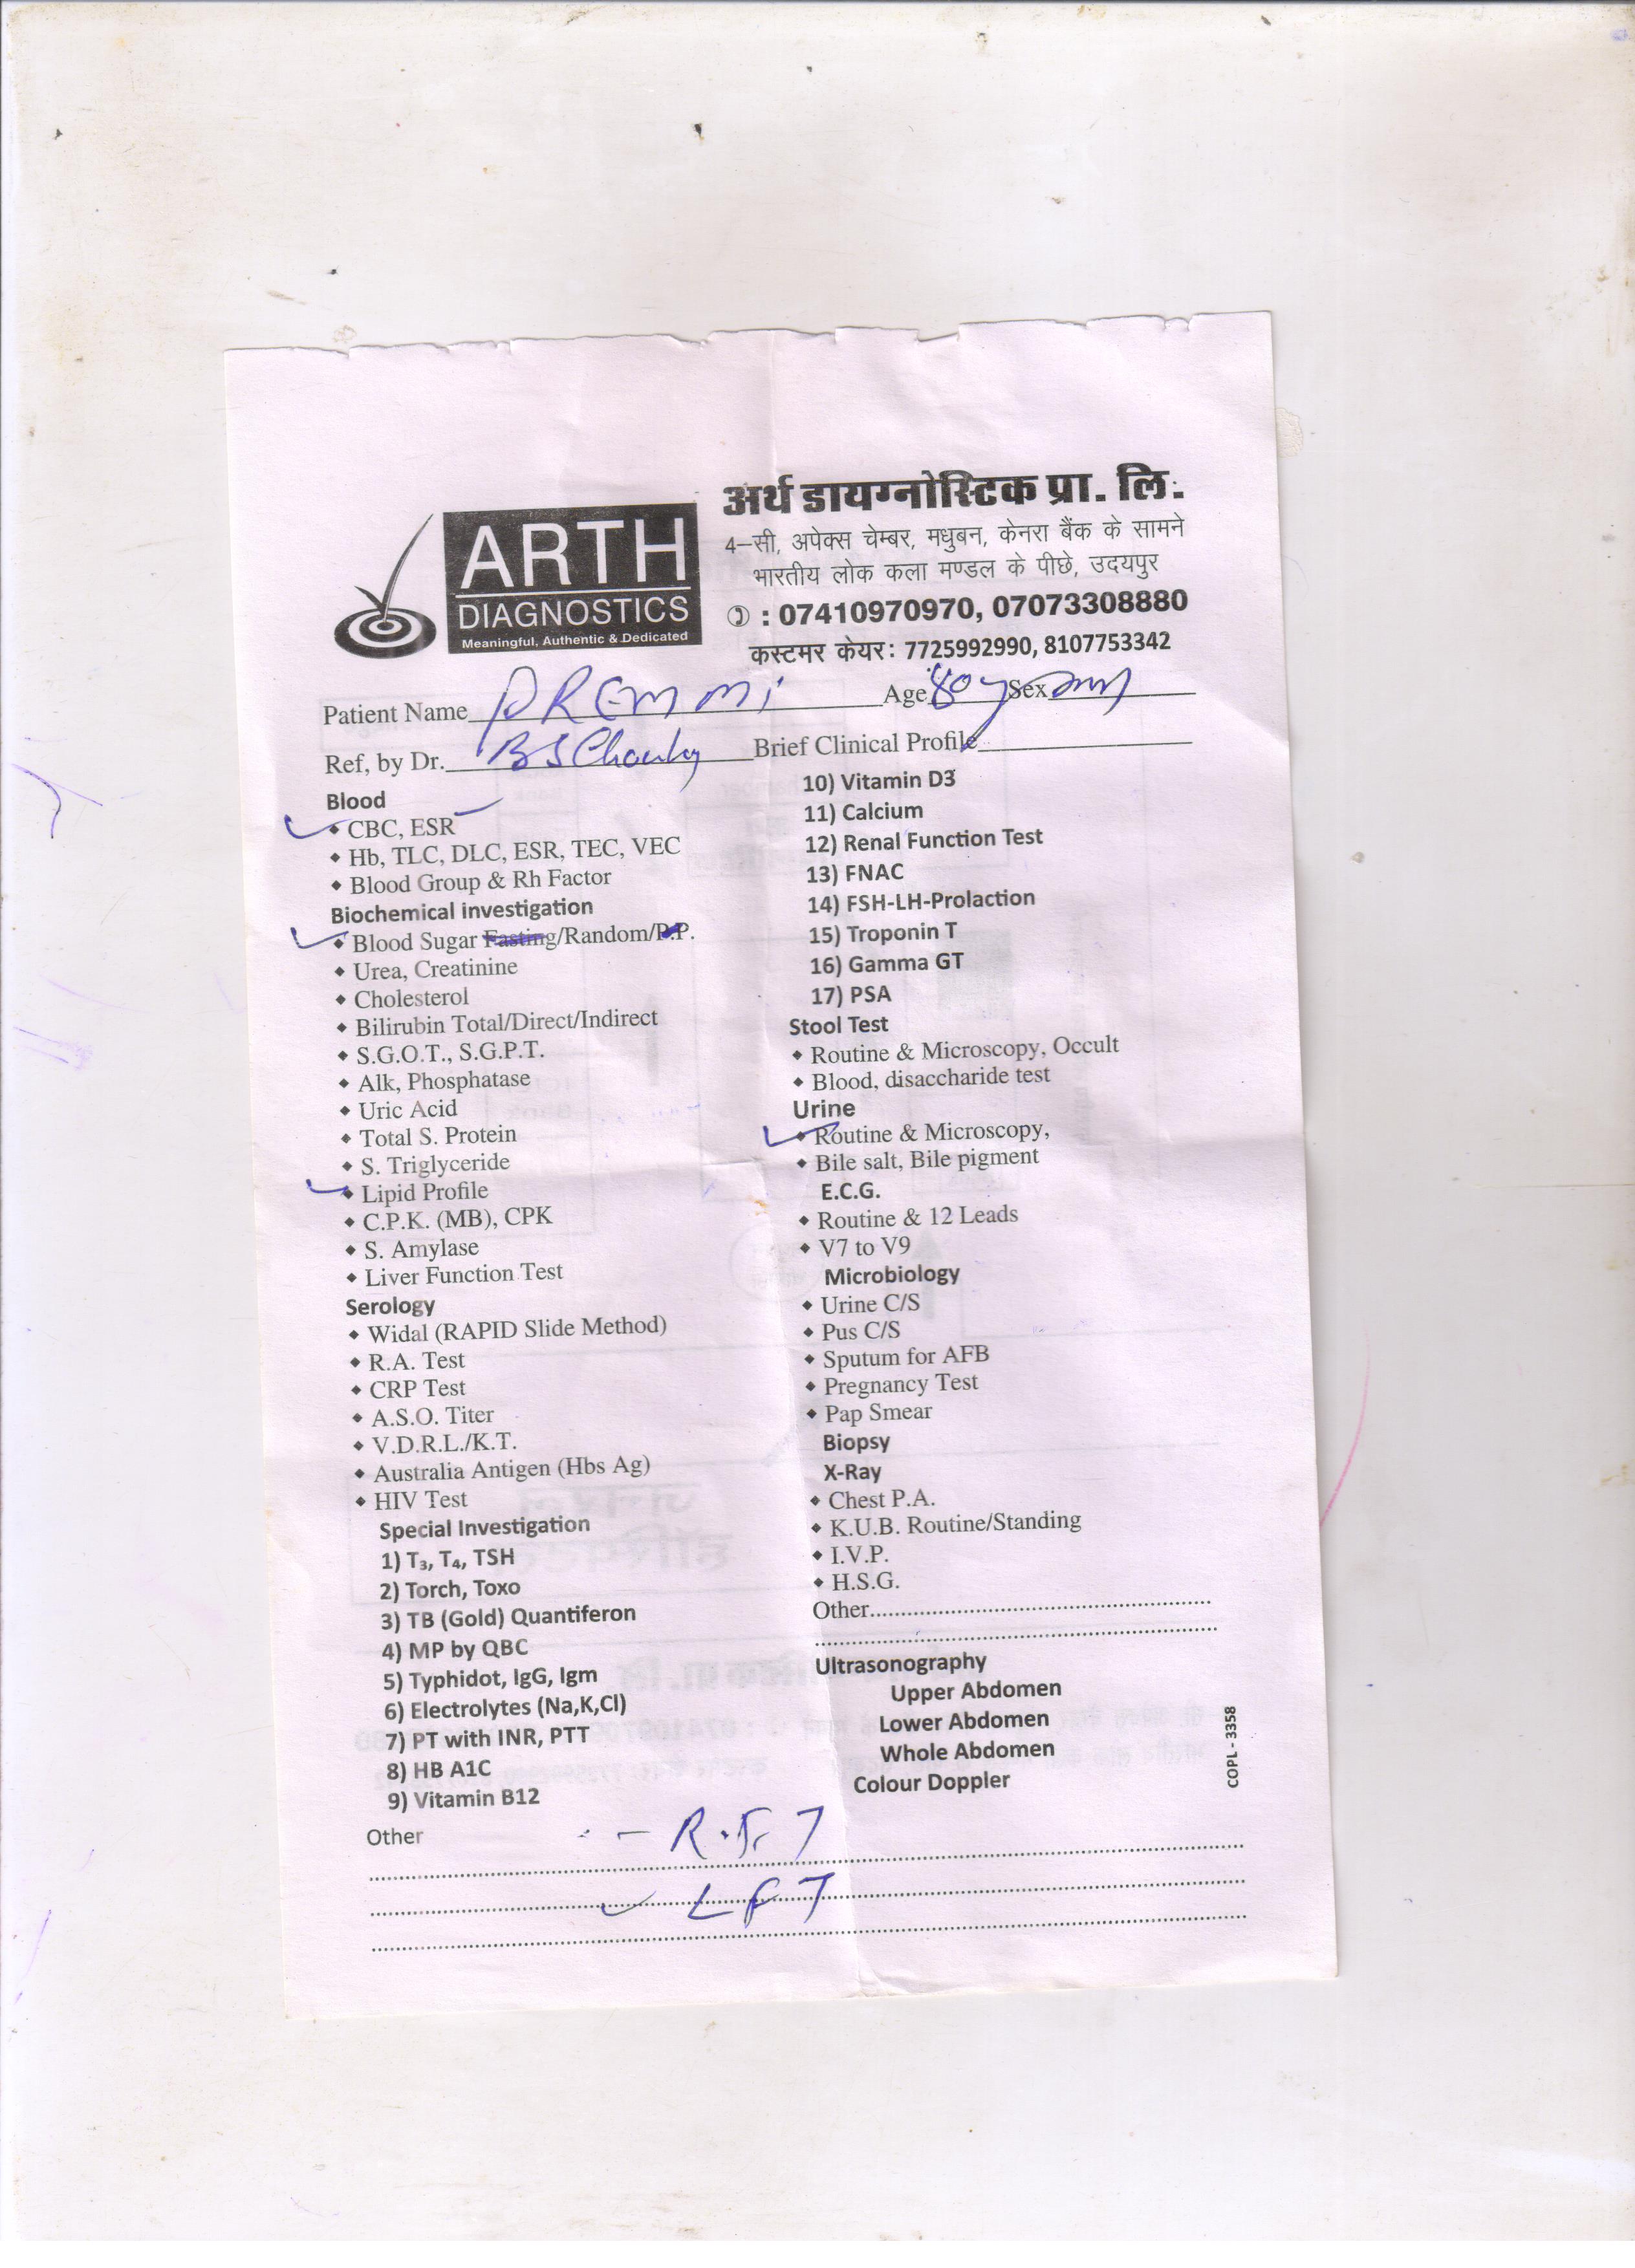 अर्थ डायग्नोस्टिक प्रा. लि.
ARTH
DIAGNOSTICS
Meaningful, Authentic & Dedicated
4–सी, अपेक्स चेम्बर, मधुबन, केनरा बैंक के सामने
भारतीय लोक कला मण्डल के पीछे, उदयपुर
: 07410970970, 07073308880
कस्टमर केयर: 7725992990, 8107753342
Patient Name PREMMI Age 80 y Sex
Ref, by Dr. BS Brief Clinical Profile
Blood
CBC, ESR
Hb, TLC, DLC, ESR, TEC, VEC
Blood Group & Rh Factor
Biochemical investigation
Blood Sugar Fasting/Random/P.P.
Urea, Creatinine
Cholesterol
Bilirubin Total/Direct/Indirect
S.G.O.T., S.G.P.T.
Alk, Phosphatase
Uric Acid
Total S. Protein
S. Triglyceride
Lipid Profile
C.P.K. (MB), CPK
S. Amylase
Liver Function Test
Serology
Widal (RAPID Slide Method)
R.A. Test
CRP Test
A.S.O. Titer
V.D.R.L./K.T.
Australia Antigen (Hbs Ag)
HIV Test
Special Investigation
1) T₃, T₄, TSH
2) Torch, Toxo
3) TB (Gold) Quantiferon
4) MP by QBC
5) Typhidot, IgG, Igm
6) Electrolytes (Na,K,Cl)
7) PT with INR, PTT
8) HB A1C
9) Vitamin B12
10) Vitamin D3
11) Calcium
12) Renal Function Test
13) FNAC
14) FSH-LH-Prolaction
15) Troponin T
16) Gamma GT
17) PSA
Stool Test
Routine & Microscopy, Occult
Blood, disaccharide test
Urine
Routine & Microscopy,
Bile salt, Bile pigment
E.C.G.
Routine & 12 Leads
V7 to V9
Microbiology
Urine C/S
Pus C/S
Sputum for AFB
Pregnancy Test
Pap Smear
Biopsy
X-Ray
Chest P.A.
K.U.B. Routine/Standing
I.V.P.
H.S.G.
Other
Ultrasonography
Upper Abdomen
Lower Abdomen
Whole Abdomen
Colour Doppler
COPL - 3358
Other
- R.F.T
LFT